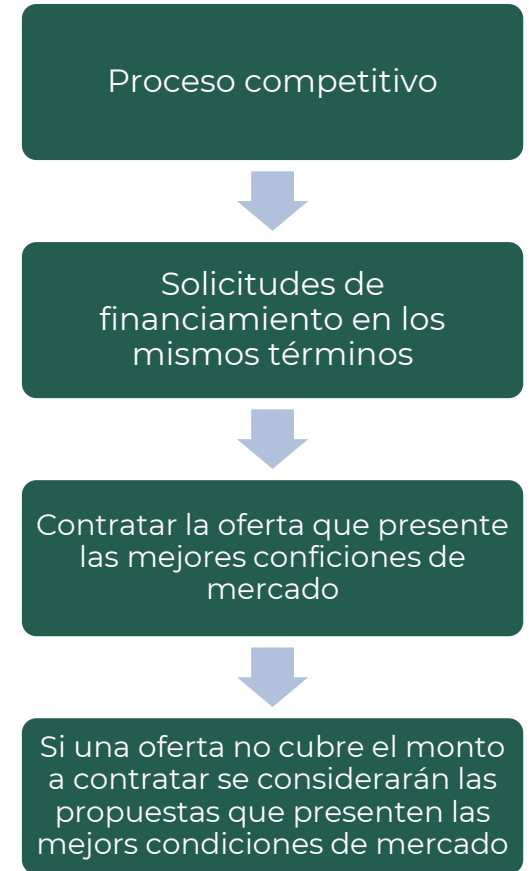 Proceso competitivo
Solicitudes de
financiamiento en los
mismos términos
Contratar la oferta que presente
las mejores conficiones de
mercado
Si una oferta no cubre el monto
a contratar se considerarán las
propuestas que presenten las
mejors condiciones de mercado